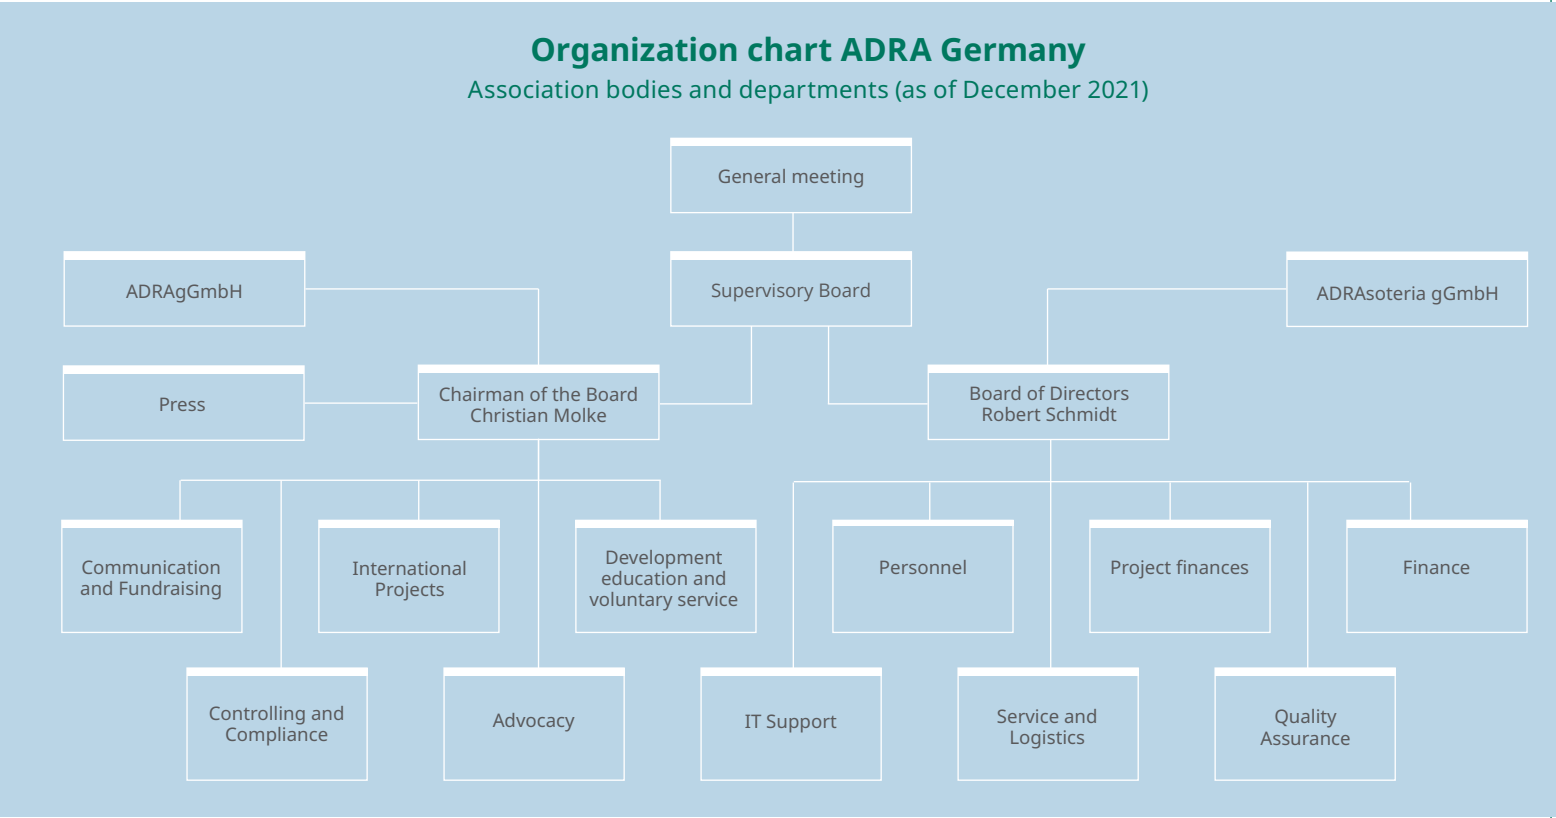 Organization chart ADRA Germany
Association bodies and departments (as of December 2021)
General meeting
ADRAgGmbH
Supervisory Board
ADRAsoteria gGmbH
Press
Chairman of the Board
Christian Molke
Board of Directors
Robert Schmidt
Communication
and Fundraising
International
Projects
Development
education and
voluntary service
Personnel
Project finances
Finance
Controlling and
Compliance
Advocacy
IT Support
Service and
Logistics
Quality
Assurance